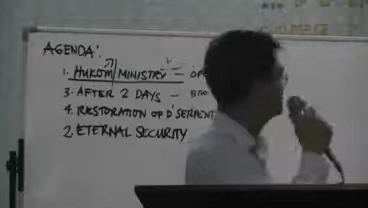 AGENDA:
1. HUKOM/MINISTRY –
3. AFTER 2 DAYS –
4. RESTORATION OF D' SERPENT
2. ETERNAL SECURITY